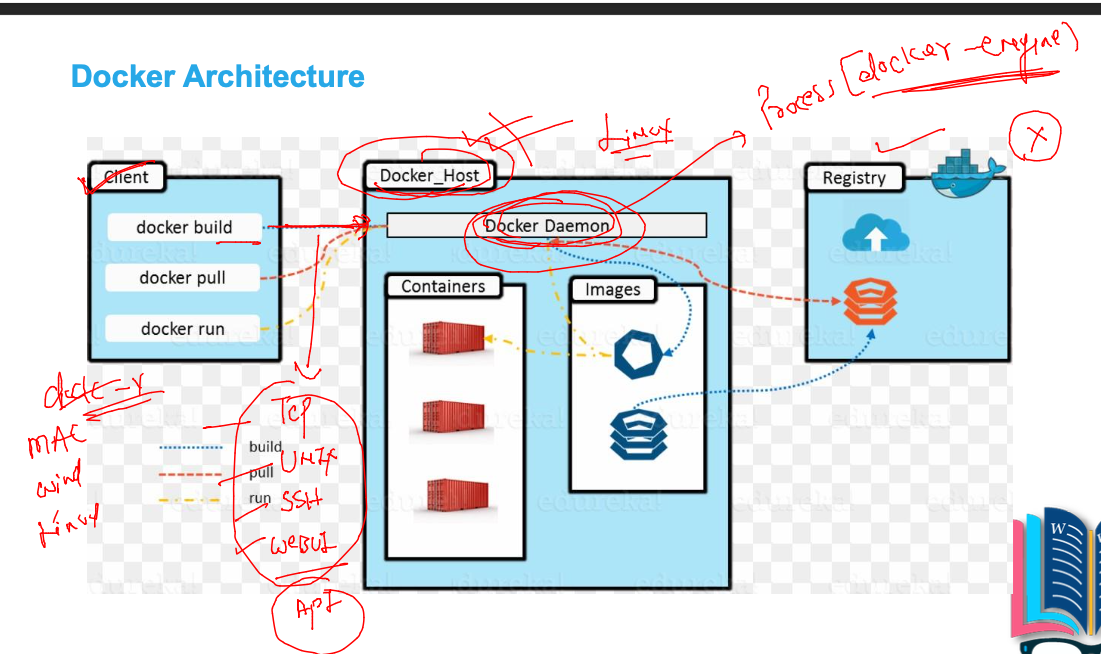 Docker Architecture
Process [docker-engine)
Linux
X
Client
Docker_Host
Registry
docker build
Docker Daemon
docker pull
Containers
Images
docker run
MAC
wind
Linux
TCP
build
UNIX
pull
run
SSH
WEBUI
API
edureka!
W